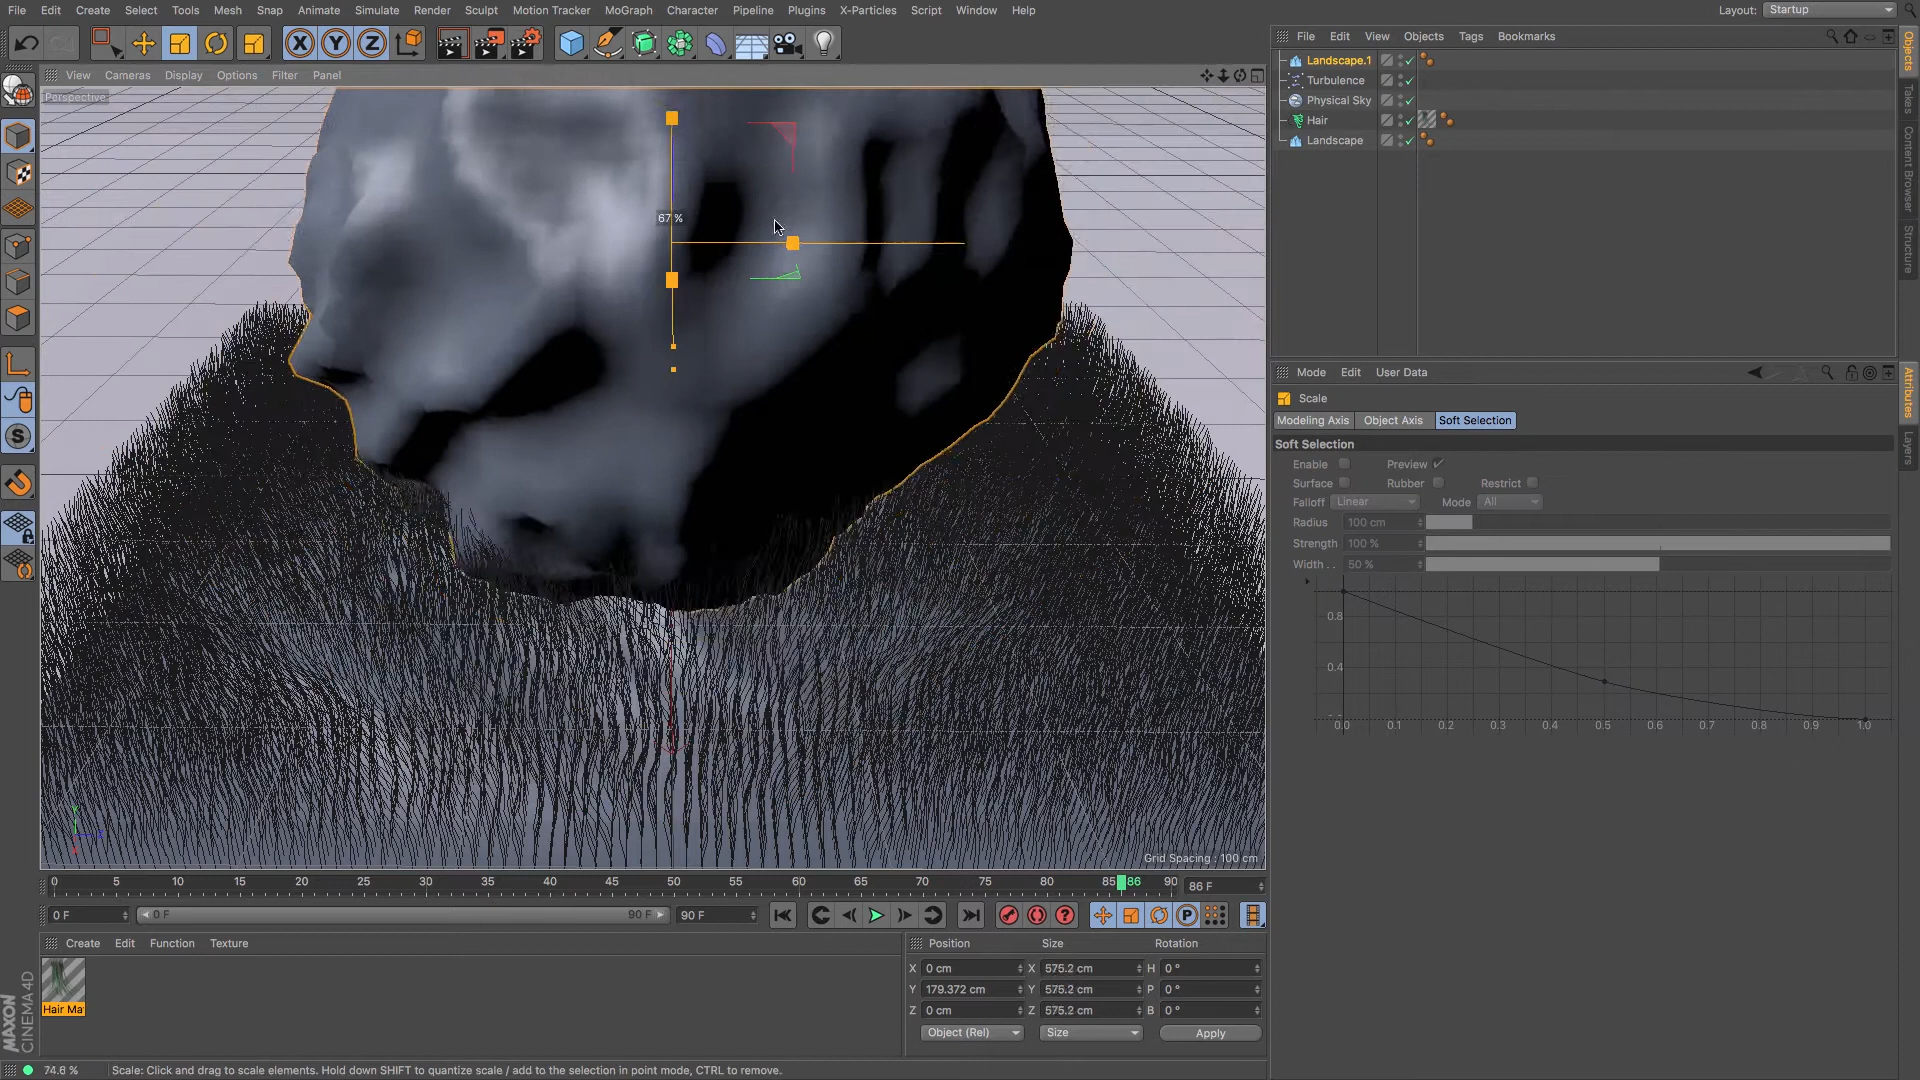 File Edit Create Select Tools Mesh Snap Animate Simulate Render Sculpt Motion Tracker MoGraph Character Pipeline Plugins X-Particles Script Window Help
Layout: Startup
View Cameras Display Options Filter Panel
Perspective
67 %
Grid Spacing : 100 cm
File Edit View Objects Tags Bookmarks
Landscape.1
Turbulence
Physical Sky
Hair
Landscape
Objects
Takes
Content Browser
Structure
Mode Edit User Data
Scale
Modeling Axis Object Axis Soft Selection
Soft Selection
Enable Preview
Surface Rubber Restrict
Falloff Linear Mode All
Radius 100 cm
Strength 100 %
Width . . 50 %
0.8
0.4
0.0 0.1 0.2 0.3 0.4 0.5 0.6 0.7 0.8 0.9 1.0
Attributes
Layers
0 5 10 15 20 25 30 35 40 45 50 55 60 65 70 75 80 85 86 90
86 F
0 F
0 F 90 F
90 F
Create Edit Function Texture
Hair Ma
Position Size Rotation
X 0 cm X 575.2 cm H 0 °
Y 179.372 cm Y 575.2 cm P 0 °
Z 0 cm Z 575.2 cm B 0 °
Object (Rel) Size Apply
MAXON
CINEMA 4D
74.6 % Scale: Click and drag to scale elements. Hold down SHIFT to quantize scale / add to the selection in point mode, CTRL to remove.